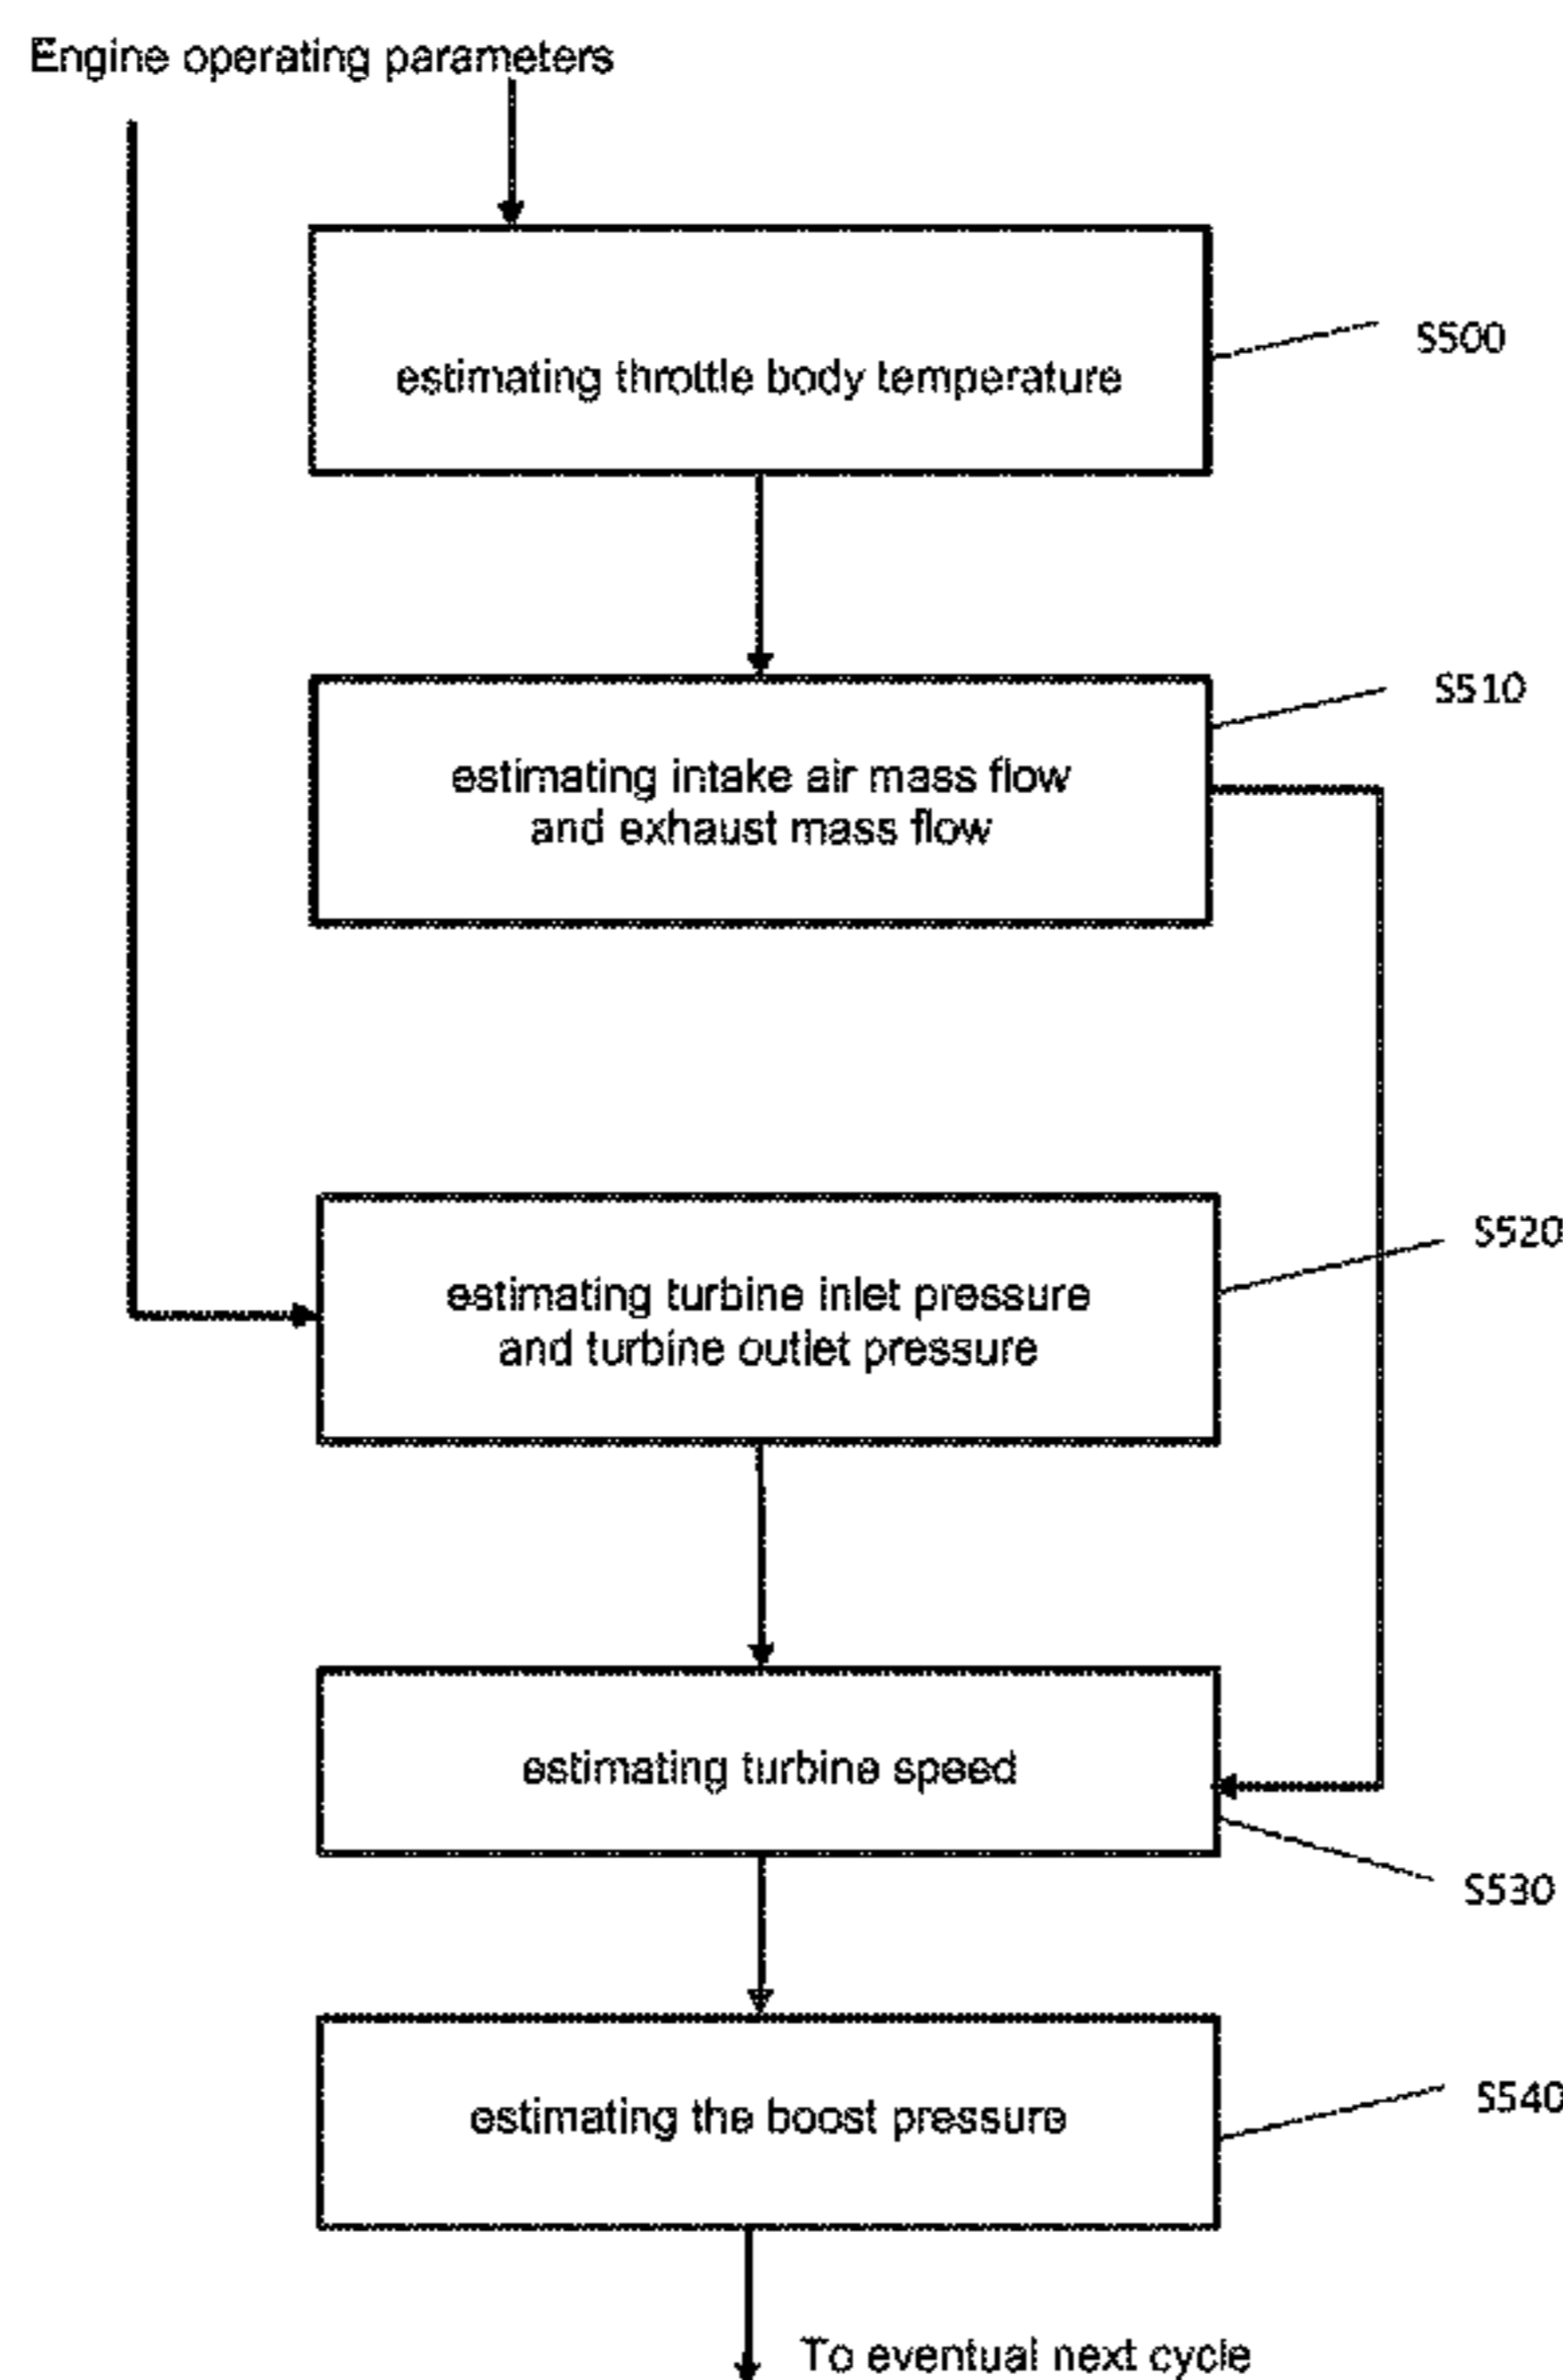 Engine operating parameters
estimating throttle body temperature
S500
estimating intake air mass flow
and exhaust mass flow
S510
estimating turbine inlet pressure
and turbine outlet pressure
S520
estimating turbine speed
S530
estimating the boost pressure
S540
To eventual next cycle